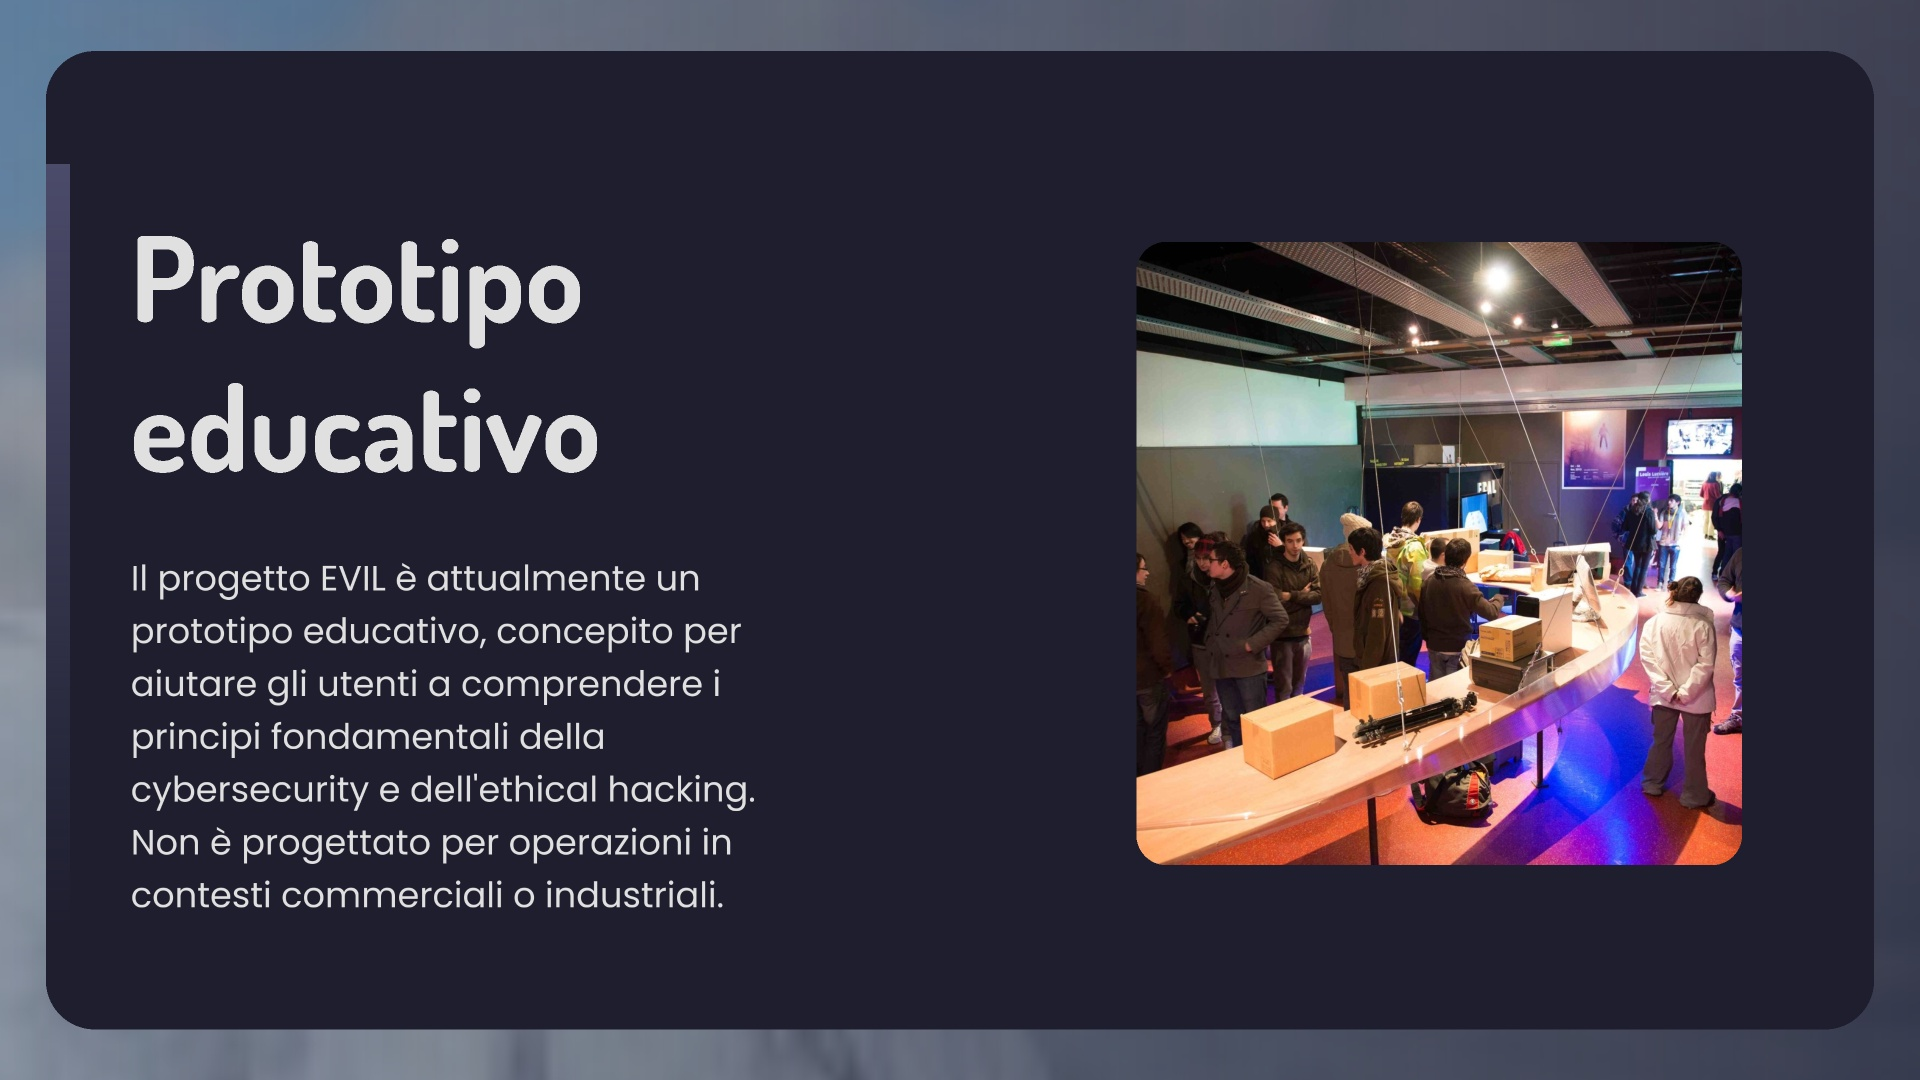 Prototipo
educativo
Il progetto EVIL è attualmente un
prototipo educativo, concepito per
aiutare gli utenti a comprendere i
principi fondamentali della
cybersecurity e dell'ethical hacking.
Non è progettato per operazioni in
contesti commerciali o industriali.